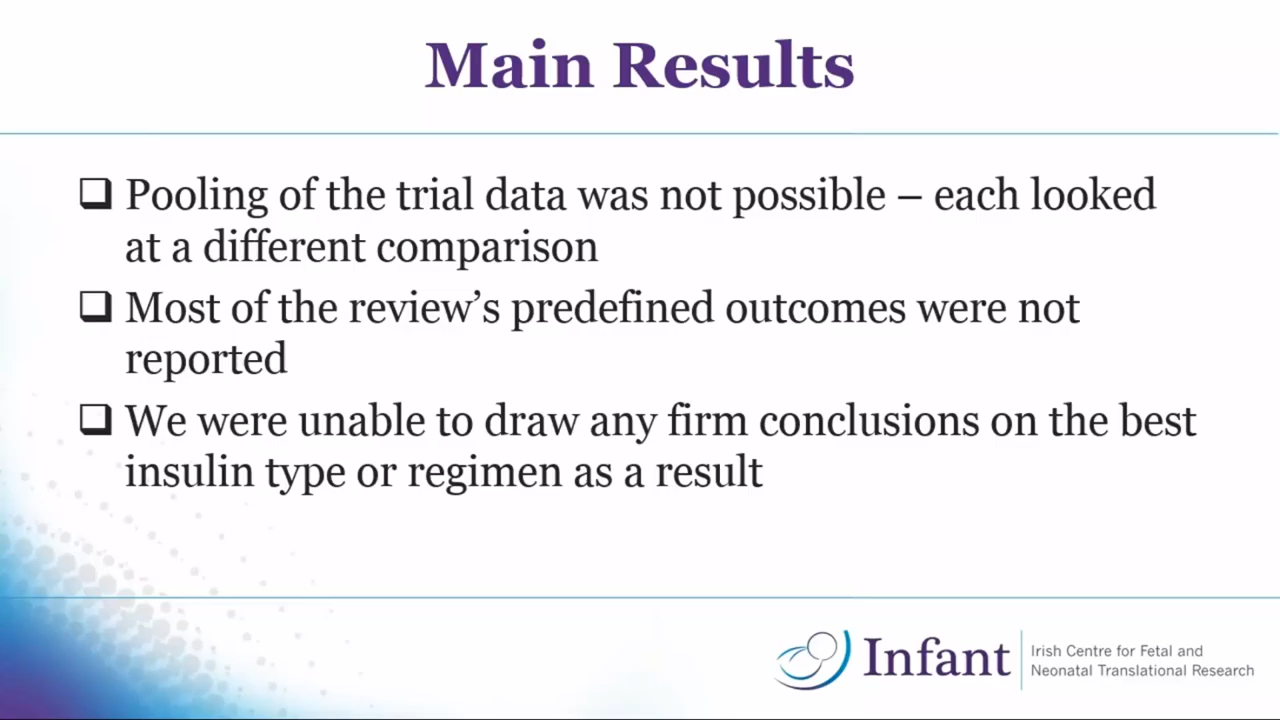 Main Results
❑ Pooling of the trial data was not possible – each looked
at a different comparison
❑ Most of the review’s predefined outcomes were not
reported
❑ We were unable to draw any firm conclusions on the best
insulin type or regimen as a result
Infant
Irish Centre for Fetal and
Neonatal Translational Research